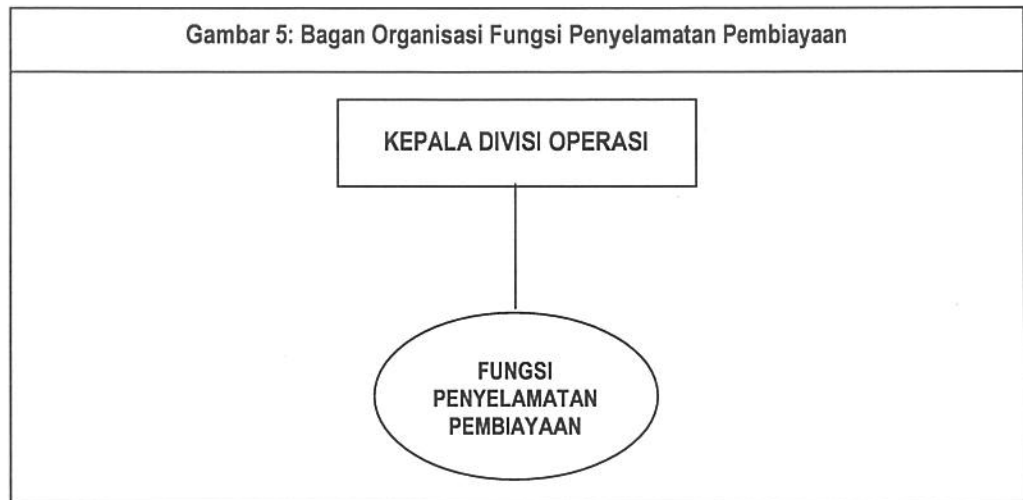 Gambar 5: Bagan Organisasi Fungsi Penyelamatan Pembiayaan
KEPALA DIVISI OPERASI
FUNGSI
PENYELAMATAN
PEMBIAYAAN